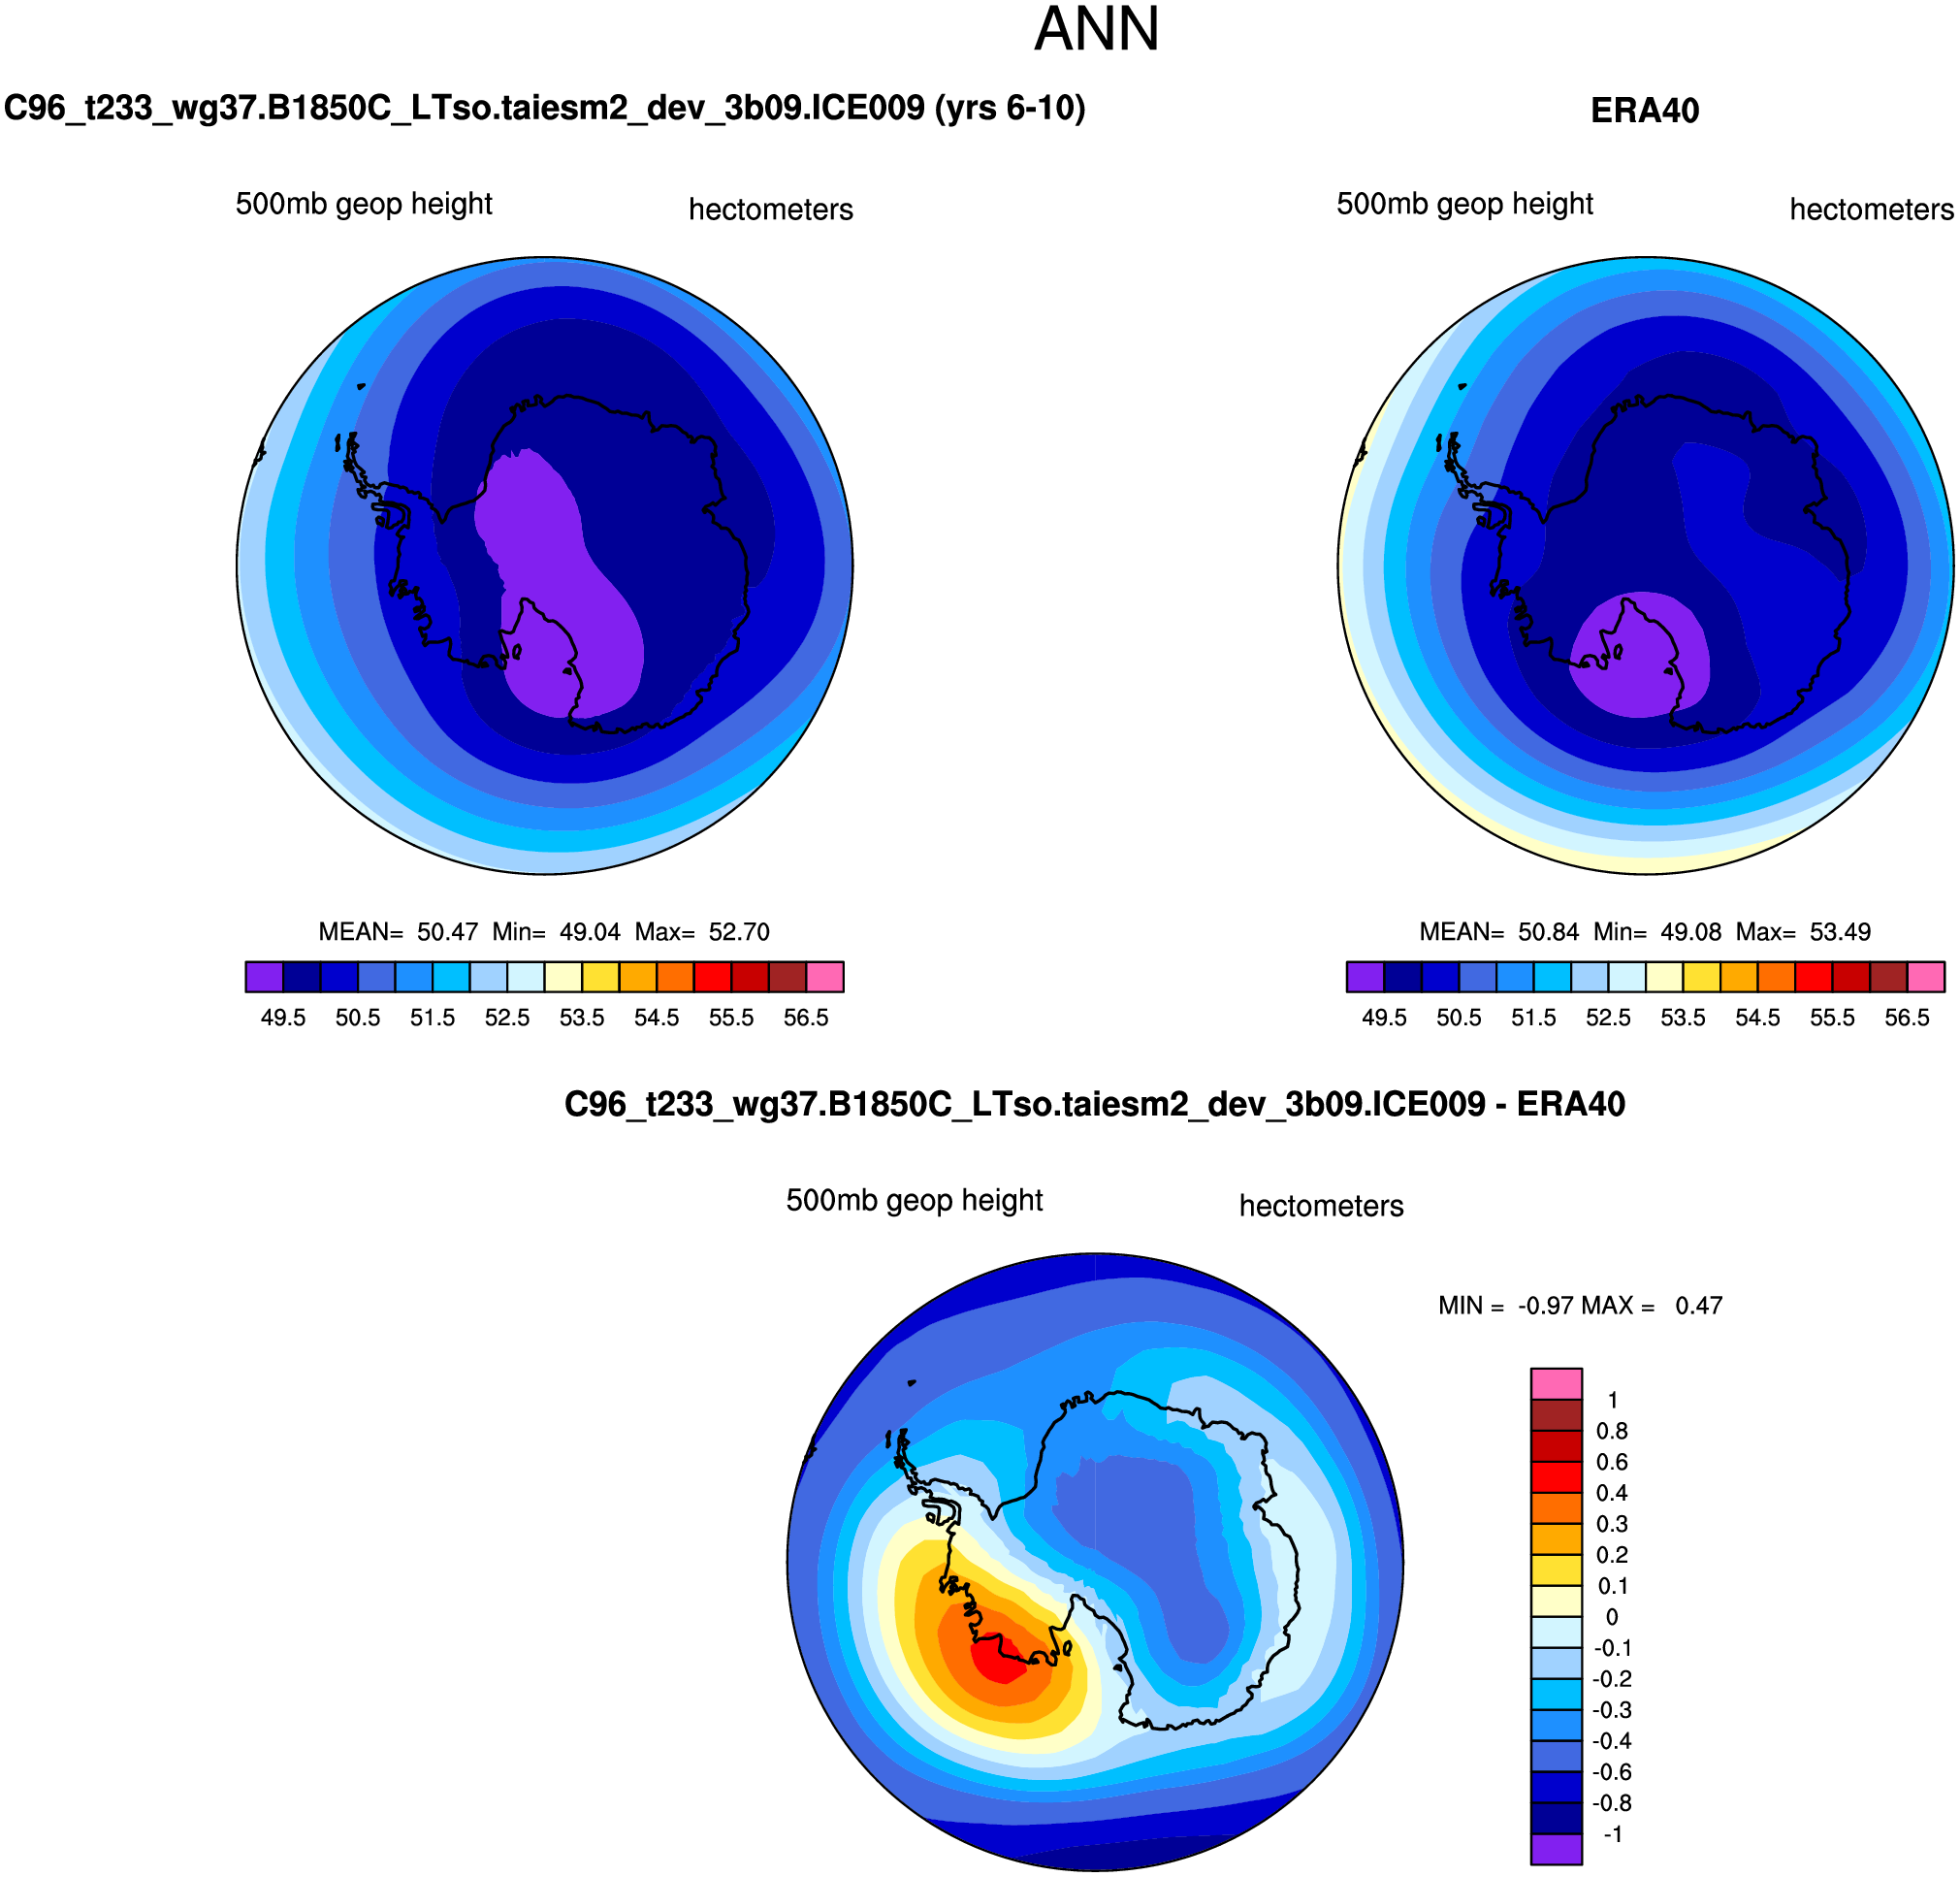 ANN
C96_t233_wg37.B1850C_LTso.taiesm2_dev_3b09.ICE009 (yrs 6-10)
ERA40
500mb geop height hectometers
500mb geop height hectometers
MEAN= 50.47 Min= 49.04 Max= 52.70
MEAN= 50.84 Min= 49.08 Max= 53.49
49.5 50.5 51.5 52.5 53.5 54.5 55.5 56.5
49.5 50.5 51.5 52.5 53.5 54.5 55.5 56.5
C96_t233_wg37.B1850C_LTso.taiesm2_dev_3b09.ICE009 - ERA40
500mb geop height hectometers
MIN = -0.97 MAX = 0.47
1
0.8
0.6
0.4
0.3
0.2
0.1
0
-0.1
-0.2
-0.3
-0.4
-0.6
-0.8
-1